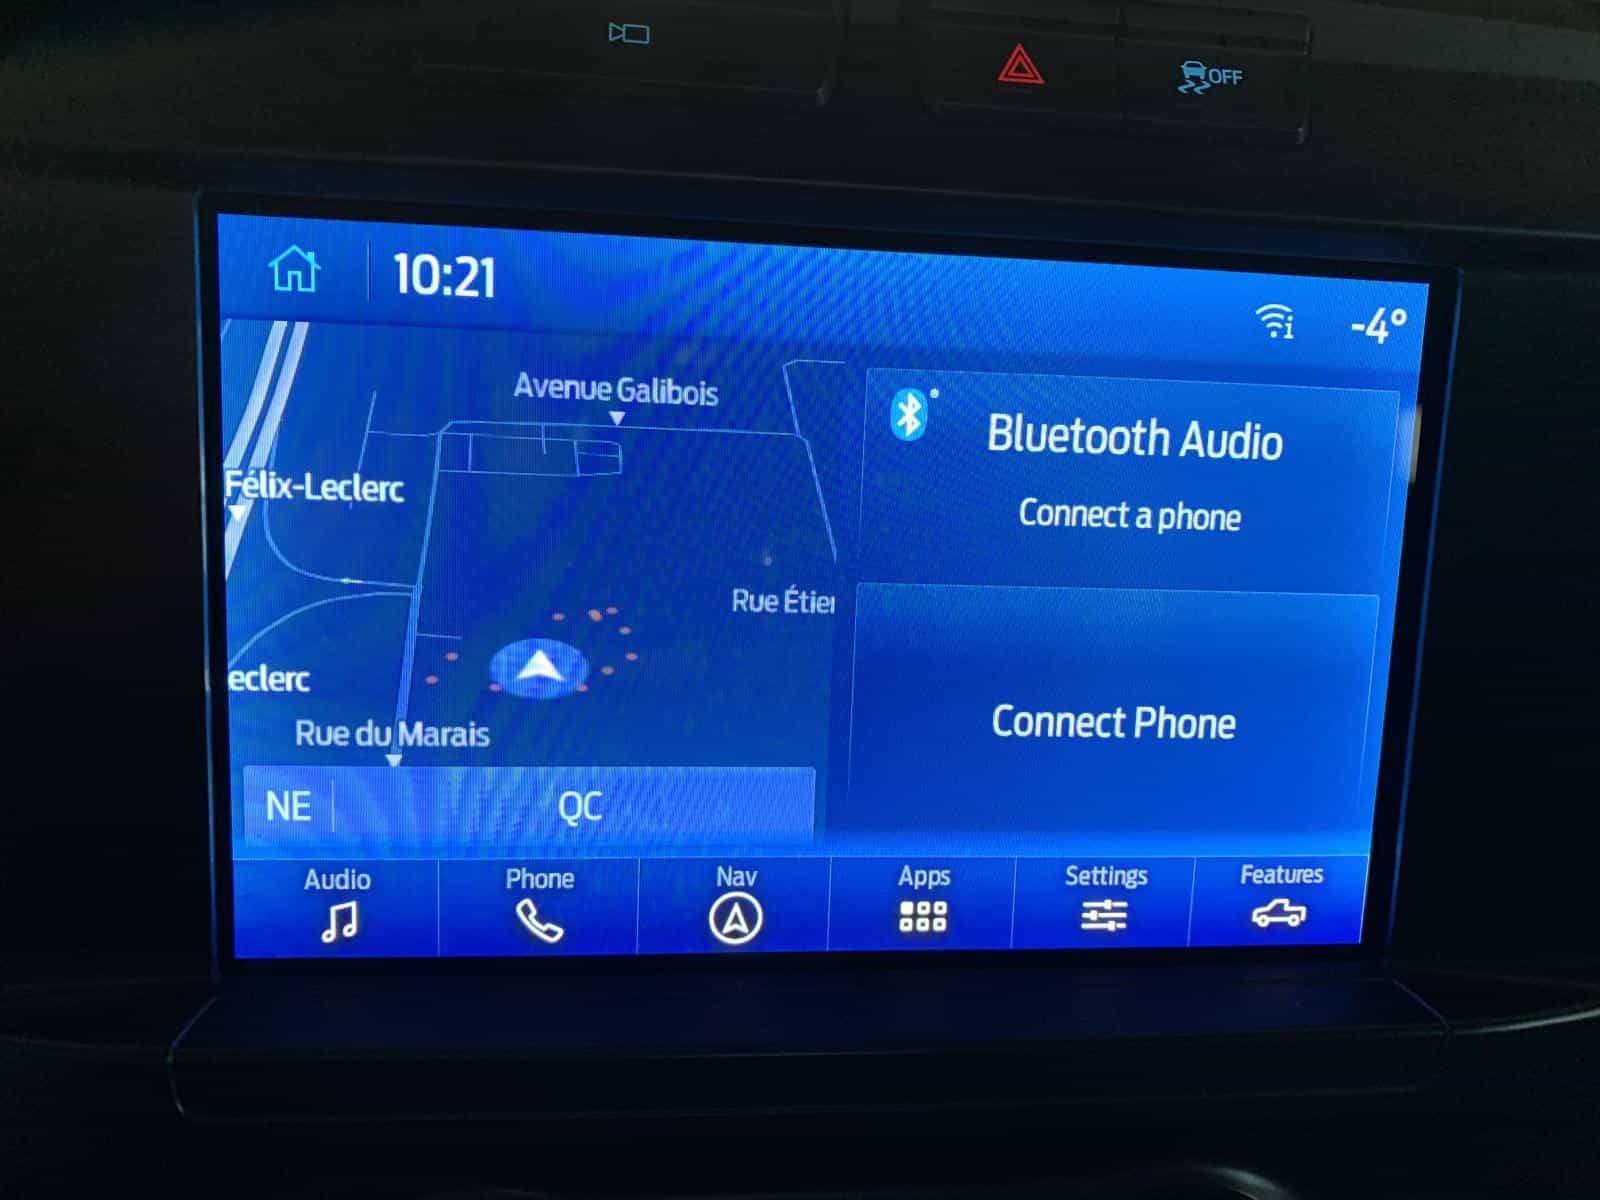 OFF
10:21
-4°
Avenue Galibois
Félix-Leclerc
Rue Étier
eclerc
Rue du Marais
NE
QC
Bluetooth Audio
Connect a phone
Connect Phone
Audio
Phone
Nav
Apps
Settings
Features